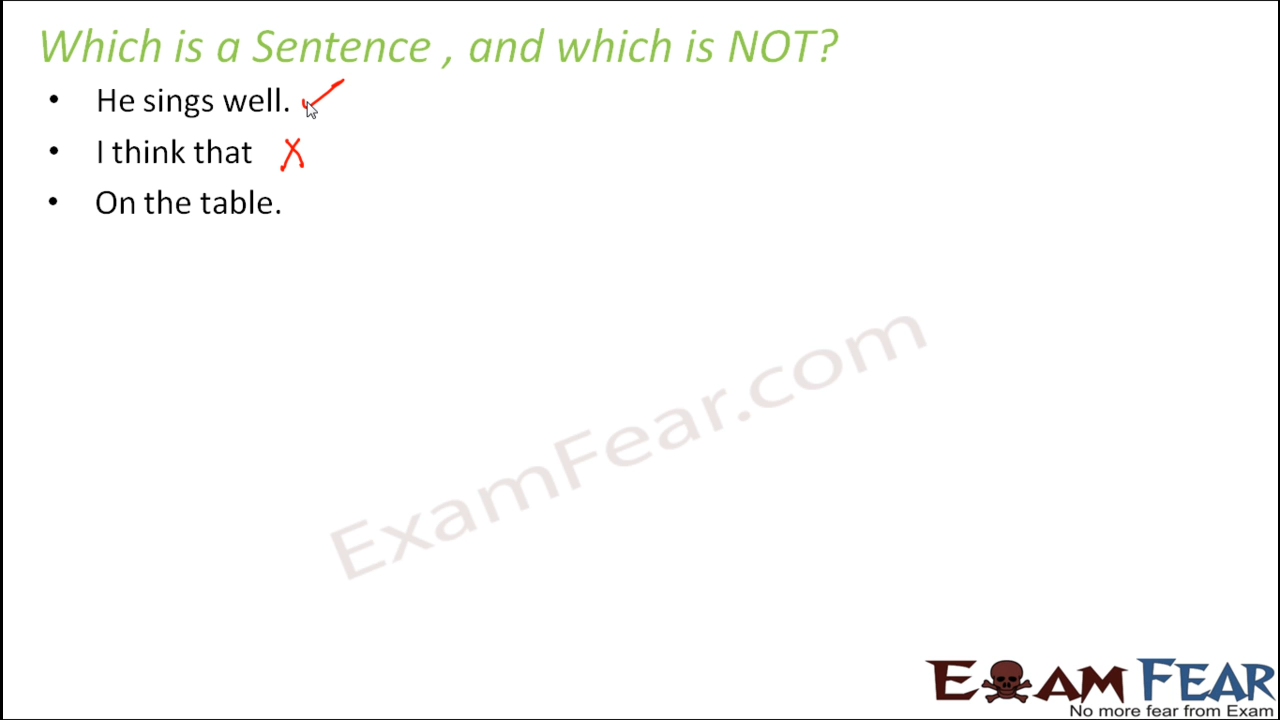 Which is a Sentence , and which is NOT?
• He sings well.
• I think that
• On the table.
ExamFear.com
EXAM FEAR
No more fear from Exam